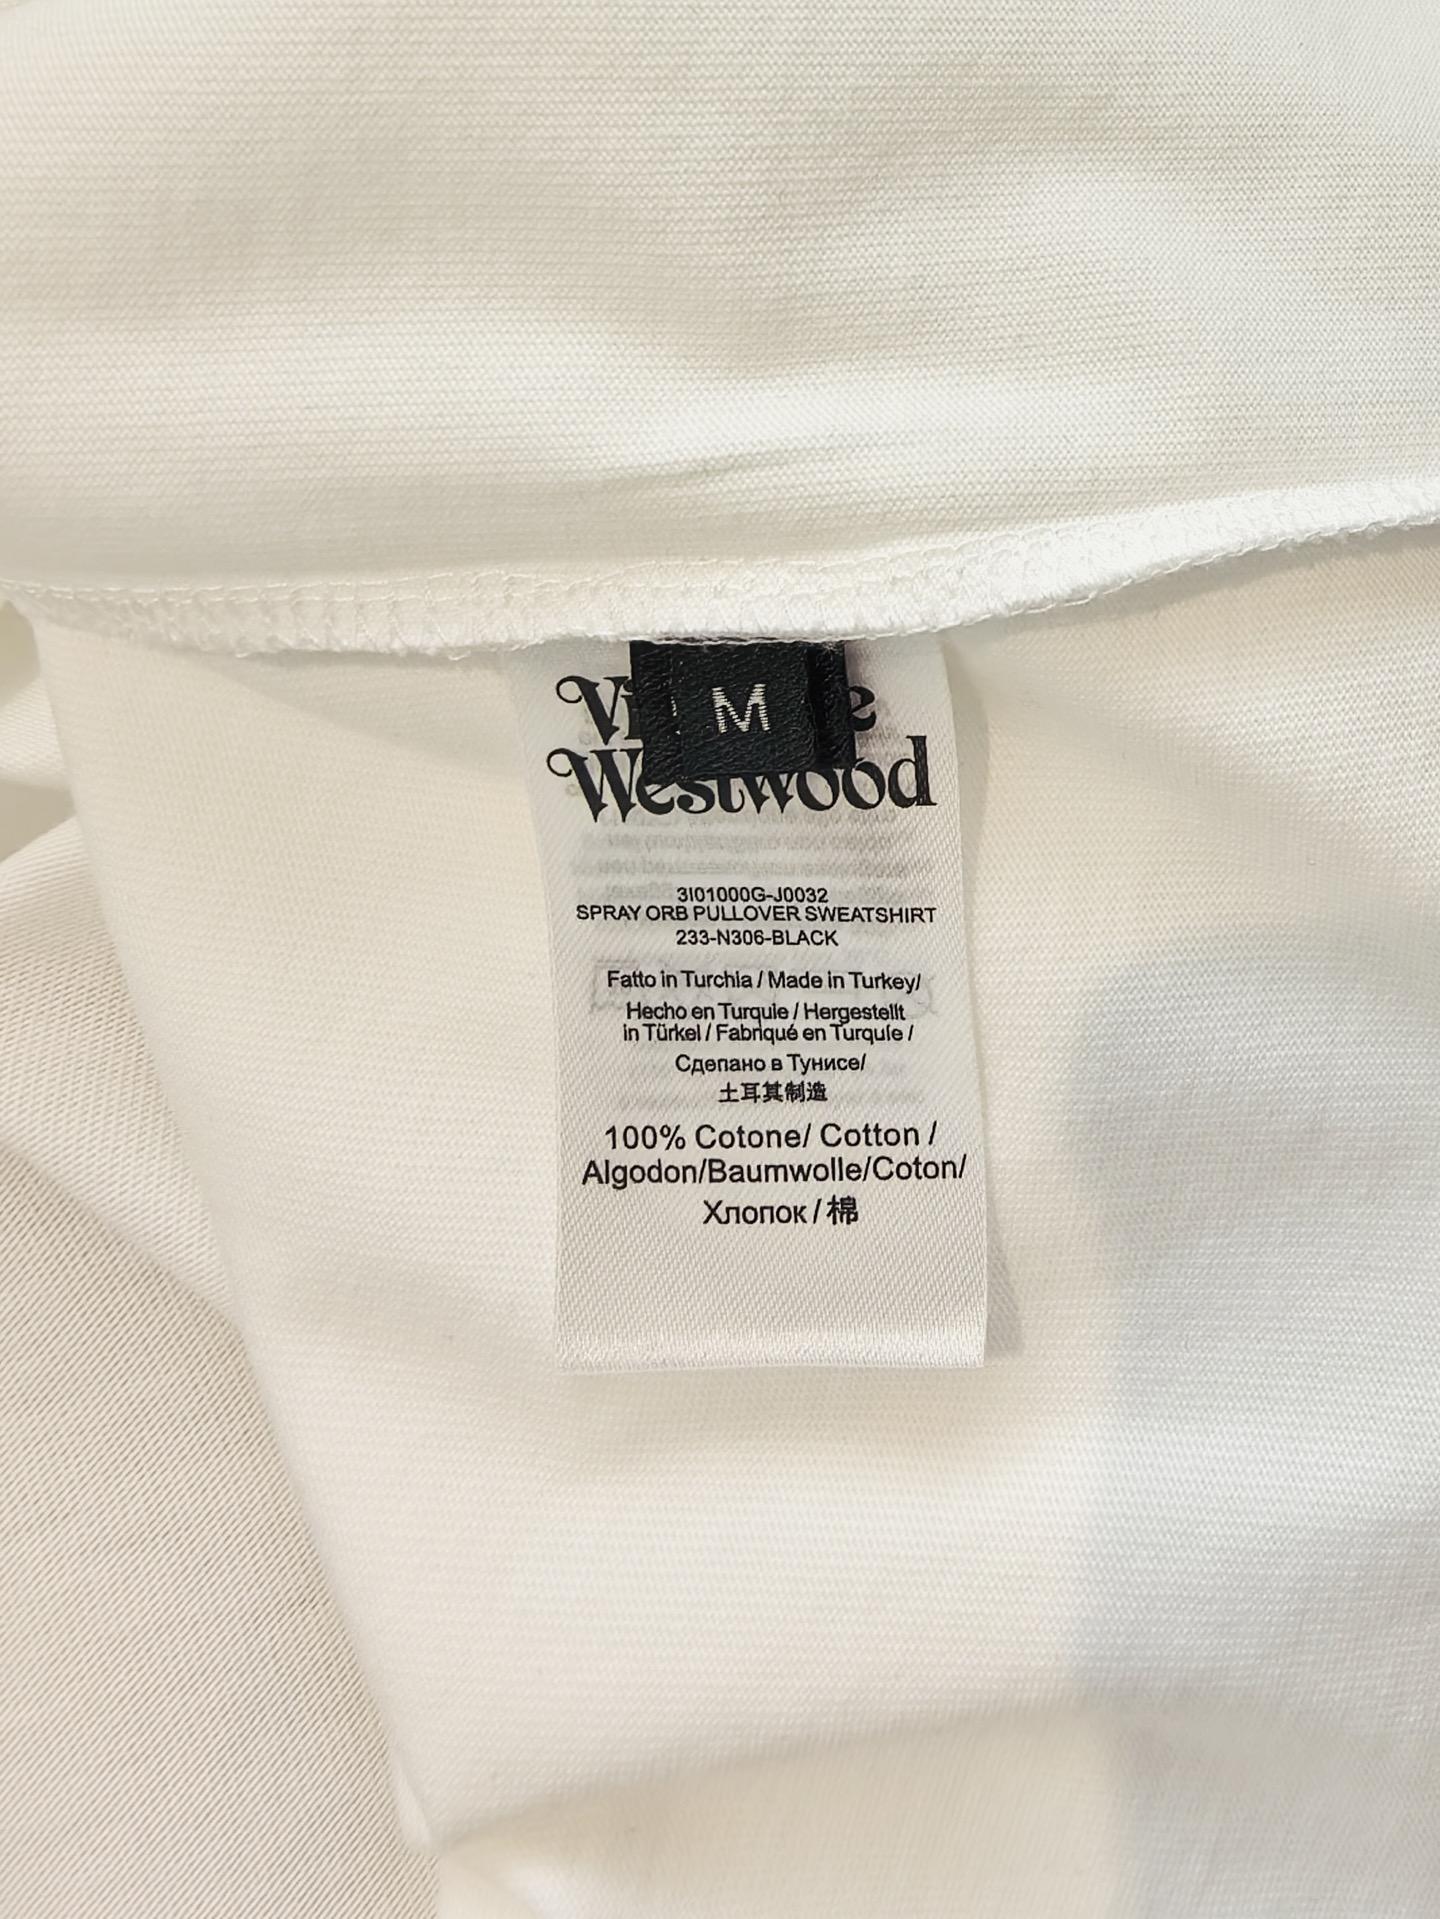 M
Westwood
3I01000G-J0032
SPRAY ORB PULLOVER SWEATSHIRT
233-N306-BLACK
Fatto in Turchia / Made in Turkey/
Hecho en Turquie / Hergestellt
in Türkei / Fabriqué en Turquie /
Сделано в Тунисе/
土耳其制造
100% Cotone/ Cotton /
Algodon/Baumwolle/Coton/
Хлопок / 棉